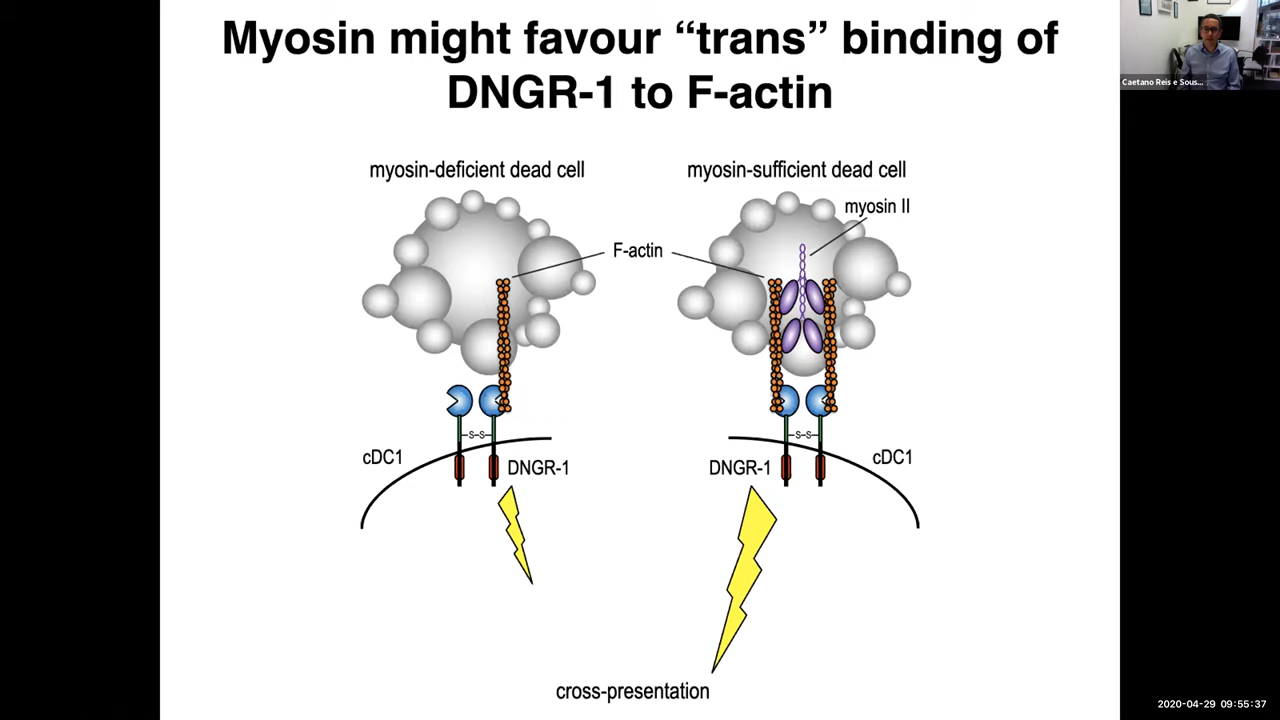 Myosin might favour “trans” binding of
DNGR-1 to F-actin
Caetano Reis e Sous...
myosin-deficient dead cell
myosin-sufficient dead cell
myosin II
F-actin
-s-s-
-s-s-
cDC1
DNGR-1
DNGR-1
cDC1
cross-presentation
2020-04-29 09:55:37